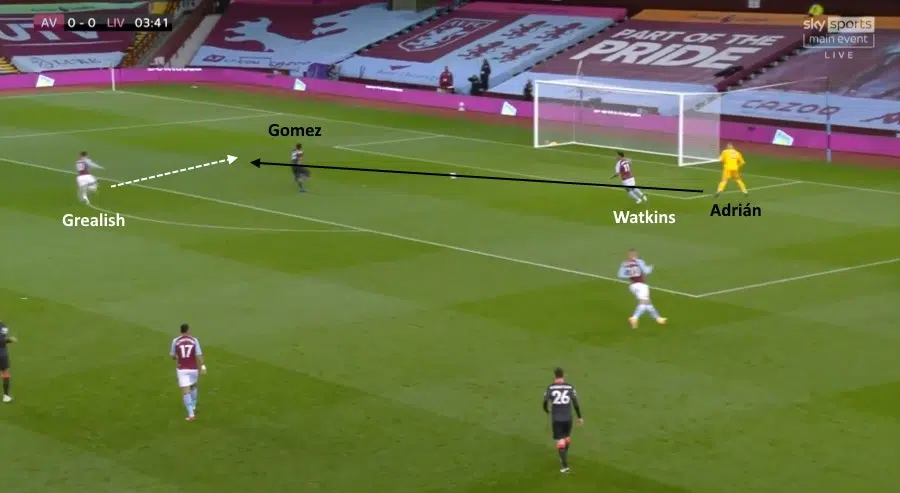 AV 0-0 LIV 03:41
sky sports
main event
LIVE
PART OF THE
PRIDE
CAZOO
Gomez
Grealish
Watkins
Adrián
17
26